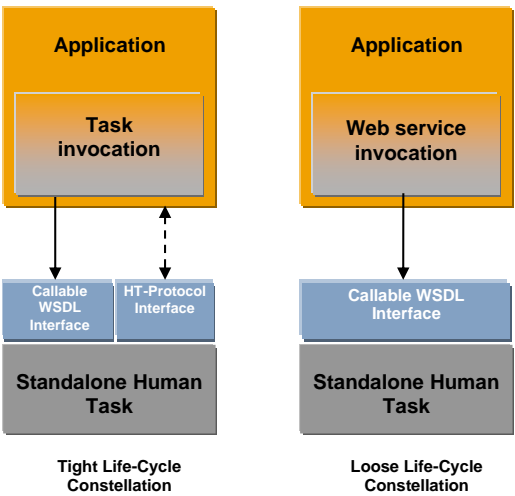 Application
Task
invocation
Callable
WSDL
Interface
HT-Protocol
Interface
Standalone Human
Task
Tight Life-Cycle
Constellation
Application
Web service
invocation
Callable WSDL
Interface
Standalone Human
Task
Loose Life-Cycle
Constellation